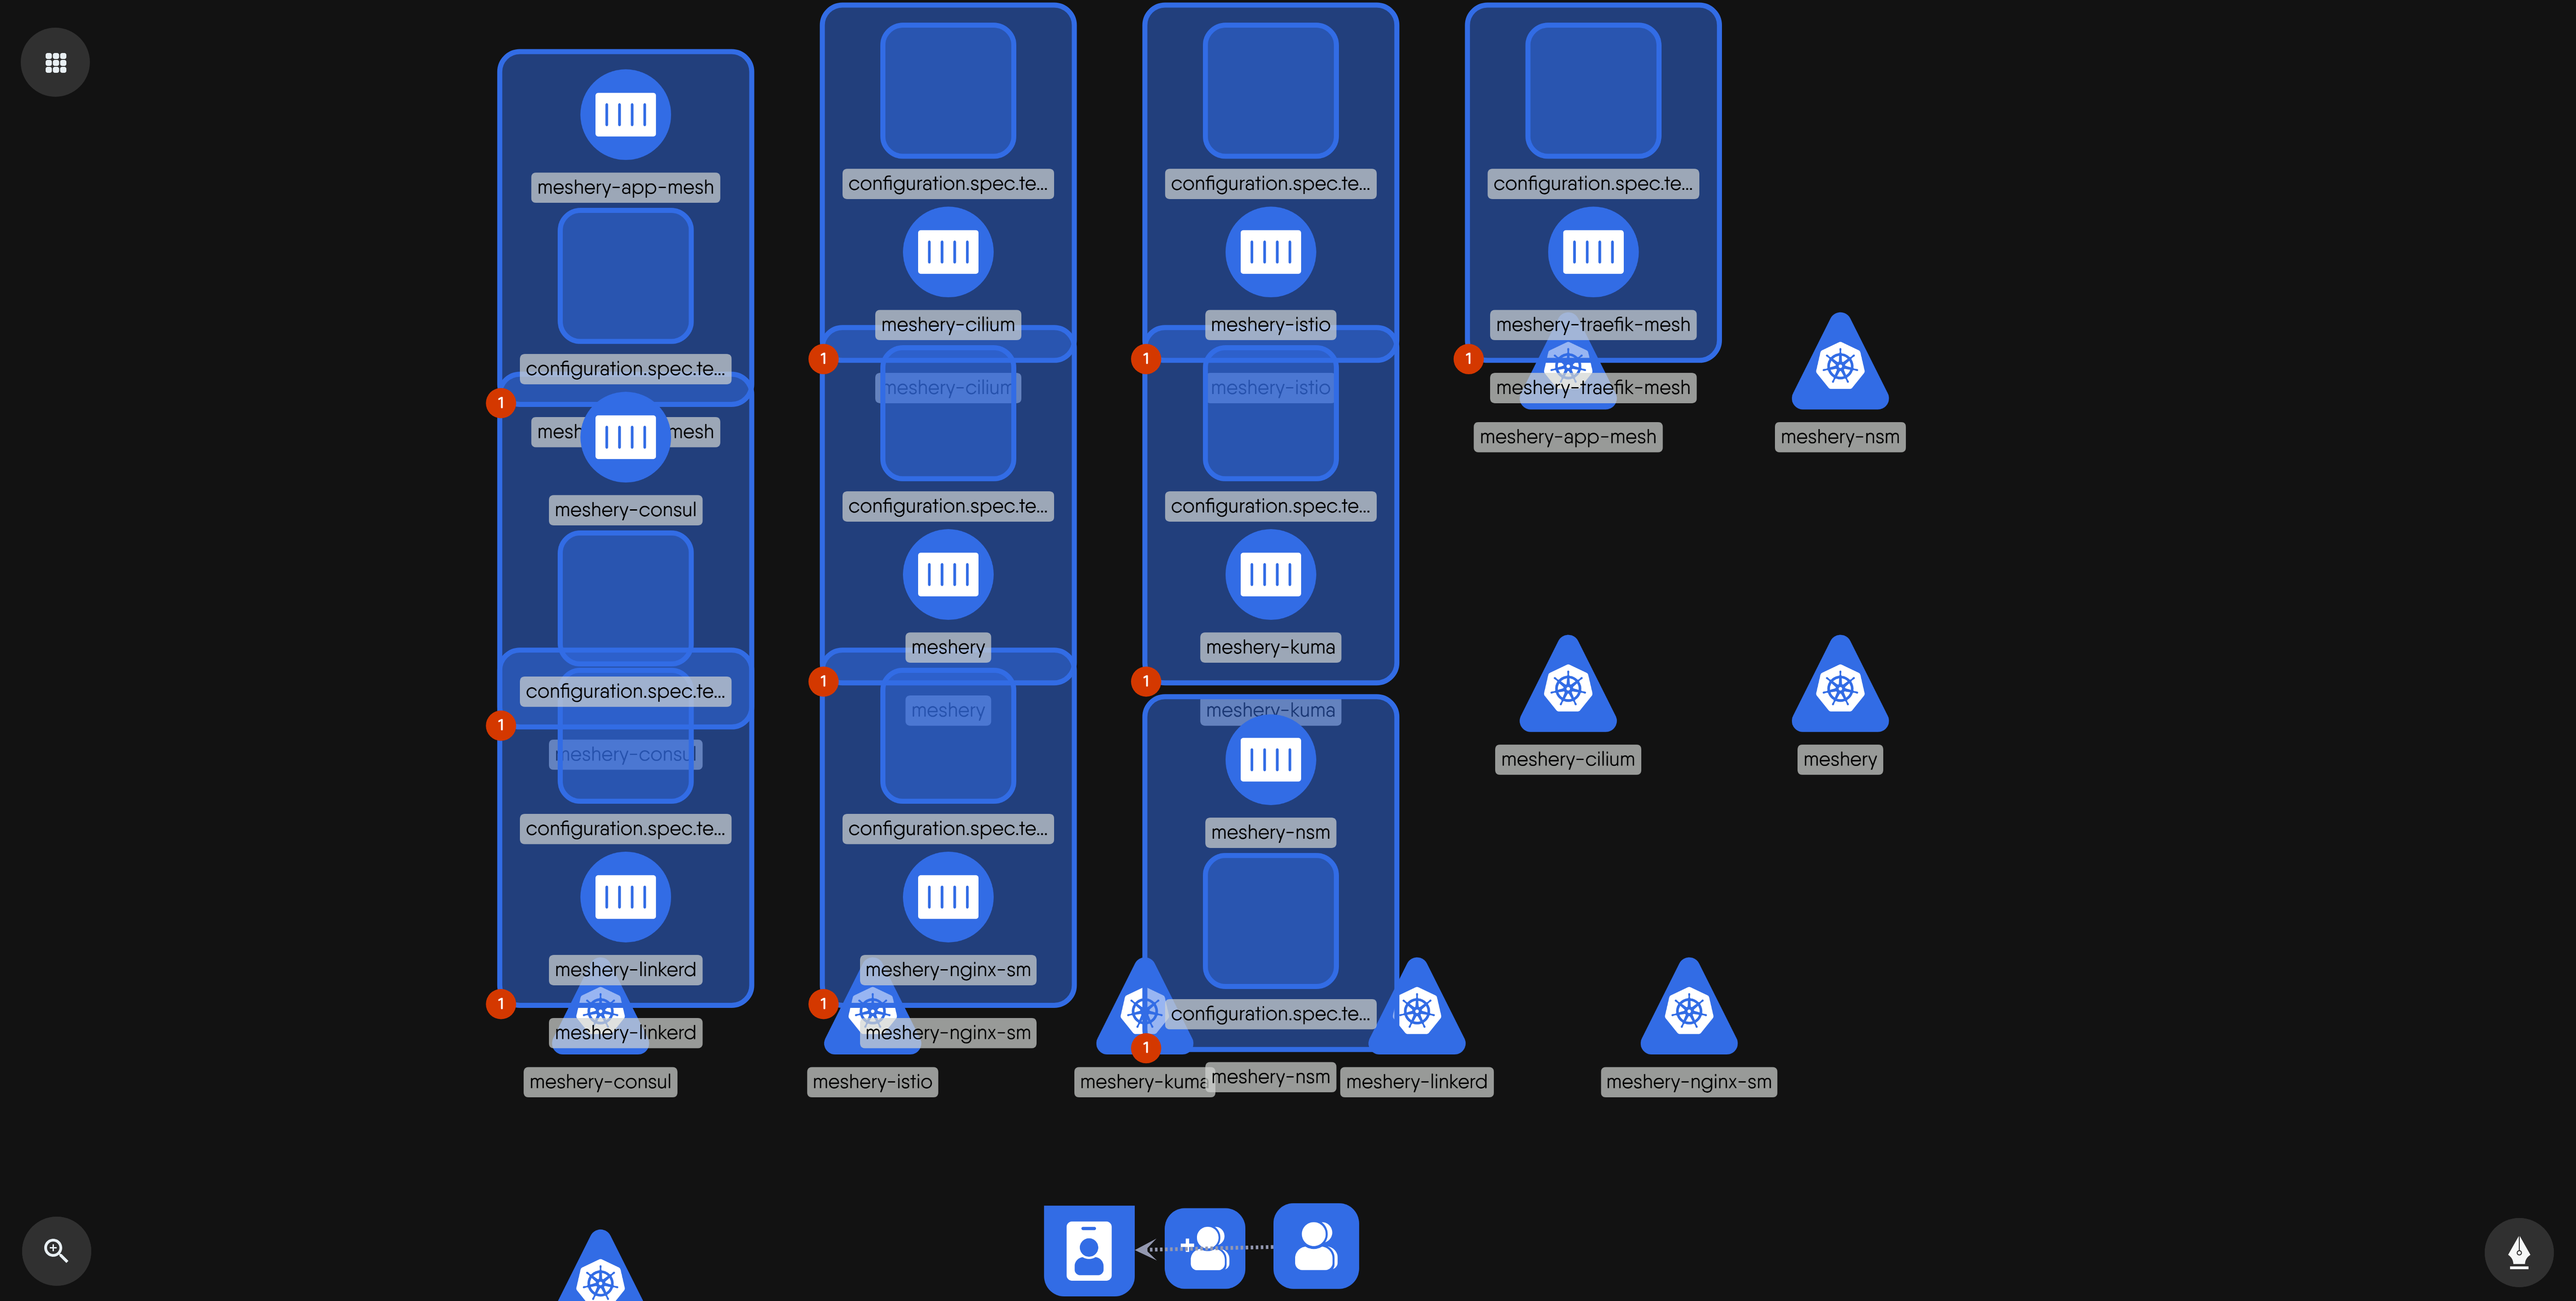 meshery-app-mesh
configuration.spec.te...
1
mesh
mesh
meshery-consul
configuration.spec.te...
1
meshery-consul
configuration.spec.te...
meshery-linkerd
1
meshery-linkerd
meshery-consul
configuration.spec.te...
meshery-cilium
1
meshery-cilium
configuration.spec.te...
meshery
1
meshery
configuration.spec.te...
meshery-nginx-sm
1
meshery-nginx-sm
meshery-istio
configuration.spec.te...
meshery-istio
1
meshery-istio
configuration.spec.te...
meshery-kuma
1
meshery-kuma
meshery-nsm
configuration.spec.te...
1
meshery-kuma
meshery-nsm
meshery-linkerd
configuration.spec.te...
meshery-traefik-mesh
1
meshery-traefik-mesh
meshery-app-mesh
meshery-nsm
meshery-cilium
meshery
meshery-nginx-sm